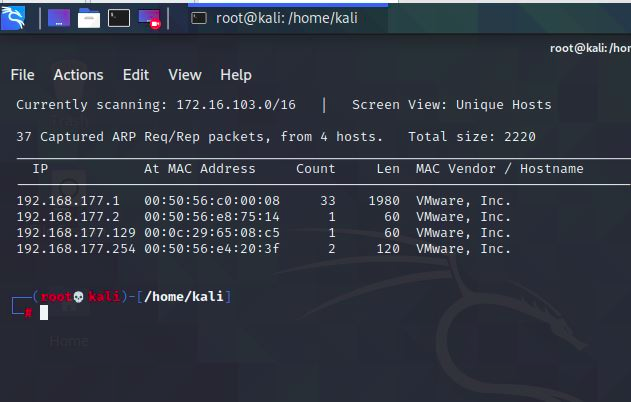 root@kali: /home/kali
root@kali: /hor
File Actions Edit View Help
Currently scanning: 172.16.103.0/16 | Screen View: Unique Hosts
37 Captured ARP Req/Rep packets, from 4 hosts. Total size: 2220
IP At MAC Address Count Len MAC Vendor / Hostname
192.168.177.1 00:50:56:c0:00:08 33 1980 VMware, Inc.
192.168.177.2 00:50:56:e8:75:14 1 60 VMware, Inc.
192.168.177.129 00:0c:29:65:08:c5 1 60 VMware, Inc.
192.168.177.254 00:50:56:e4:20:3f 2 120 VMware, Inc.
(root💀kali)-[/home/kali]
#
Trash
Home